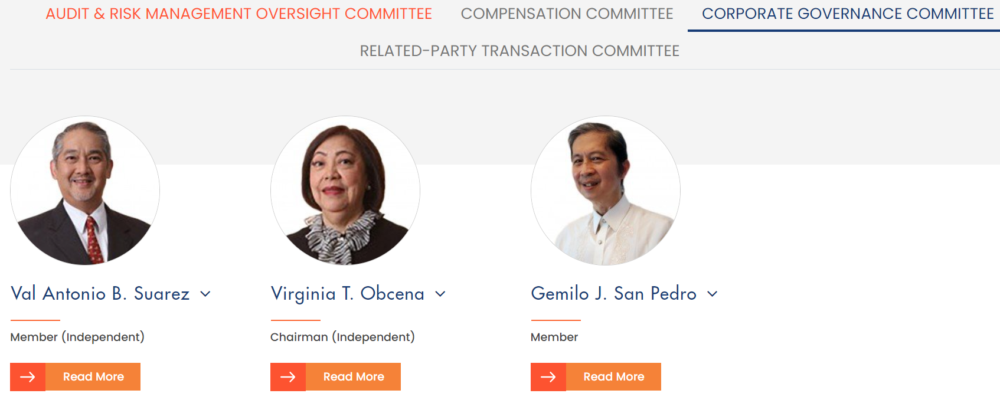 AUDIT & RISK MANAGEMENT OVERSIGHT COMMITTEE COMPENSATION COMMITTEE CORPORATE GOVERNANCE COMMITTEE
RELATED-PARTY TRANSACTION COMMITTEE
Val Antonio B. Suarez Virginia T. Obcena Gemilo J. San Pedro
Member (Independent) Chairman (Independent) Member
Read More Read More Read More